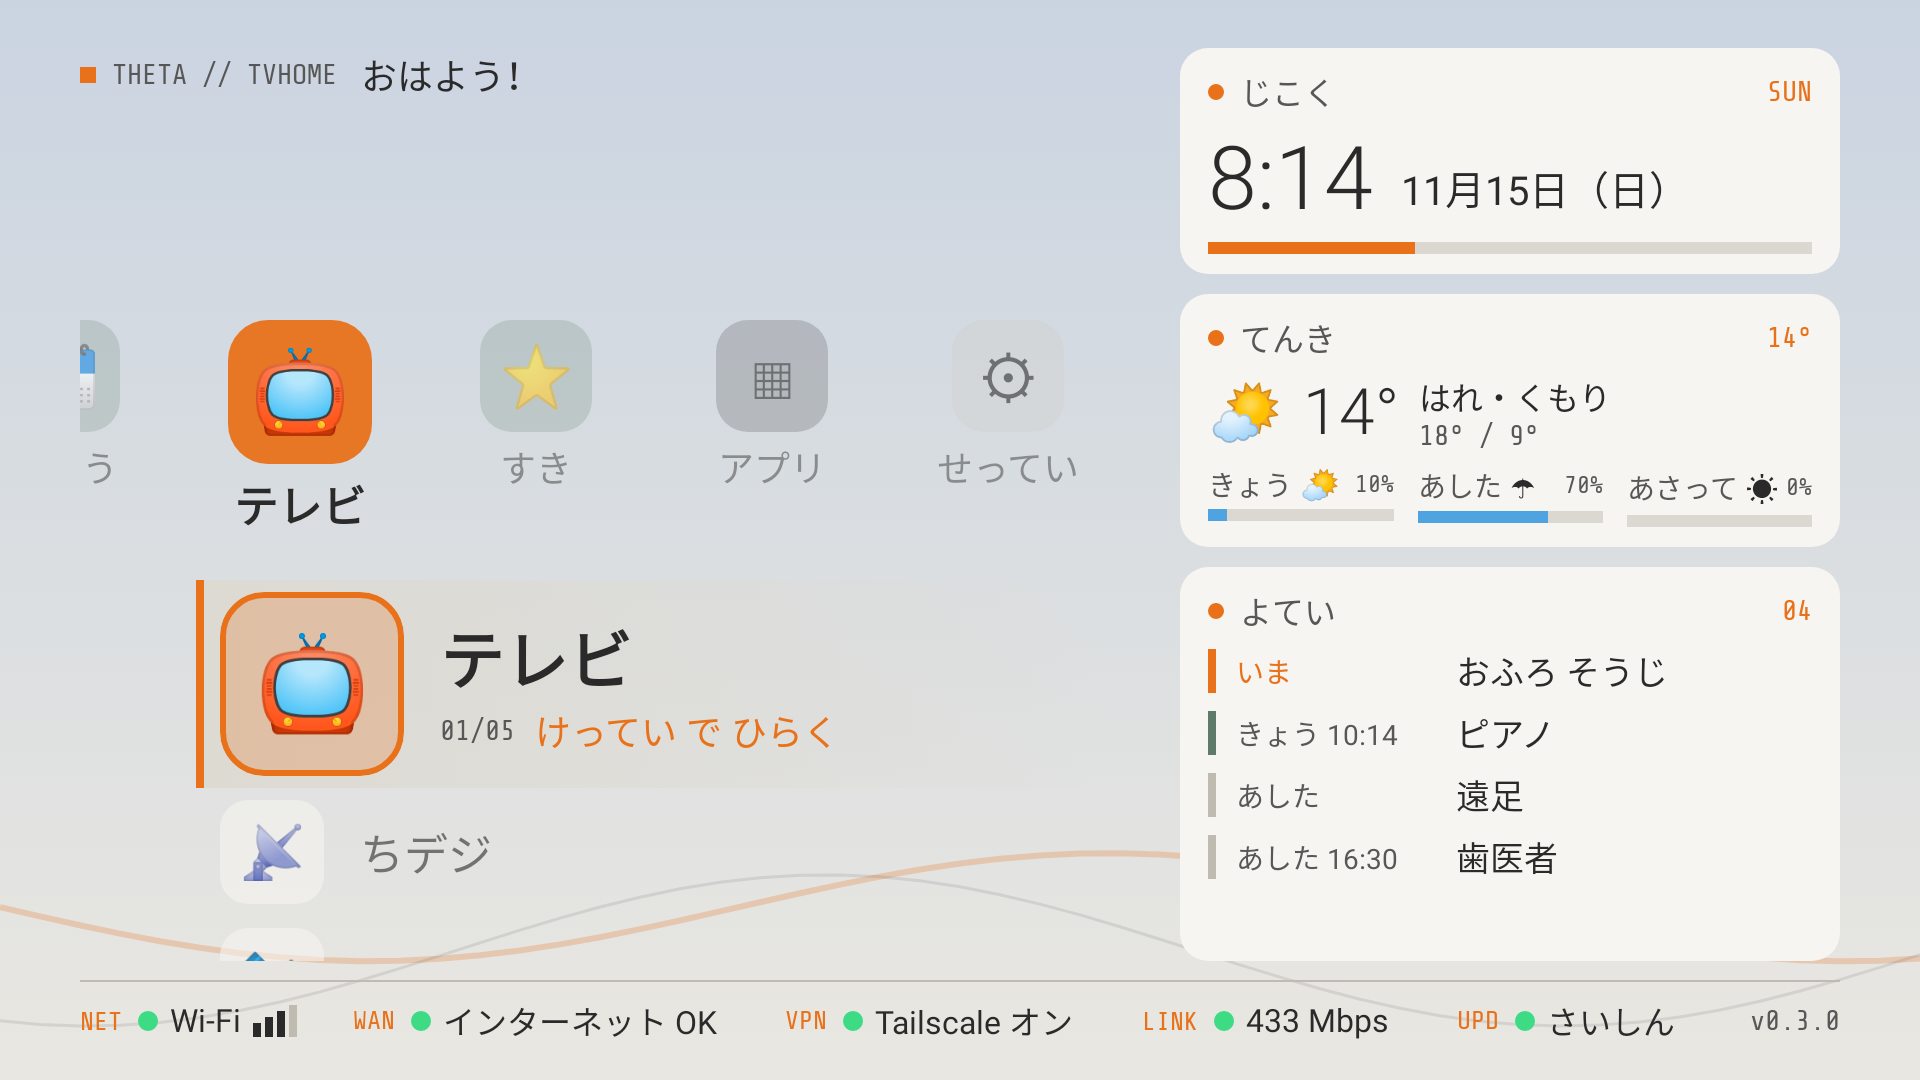 THETA // TVHOME おはよう!
う
テレビ
すき
アプリ
せってい
テレビ
01/05 けってい で ひらく
ちデジ
じこく SUN
8:14 11月15日（日）
てんき 14°
14° はれ・くもり
18° / 9°
きょう 10% あした 70% あさって 0%
よてい 04
いま おふろ そうじ
きょう 10:14 ピアノ
あした 遠足
あした 16:30 歯医者
NET Wi-Fi WAN インターネット OK VPN Tailscale オン LINK 433 Mbps UPD さいしん v0.3.0